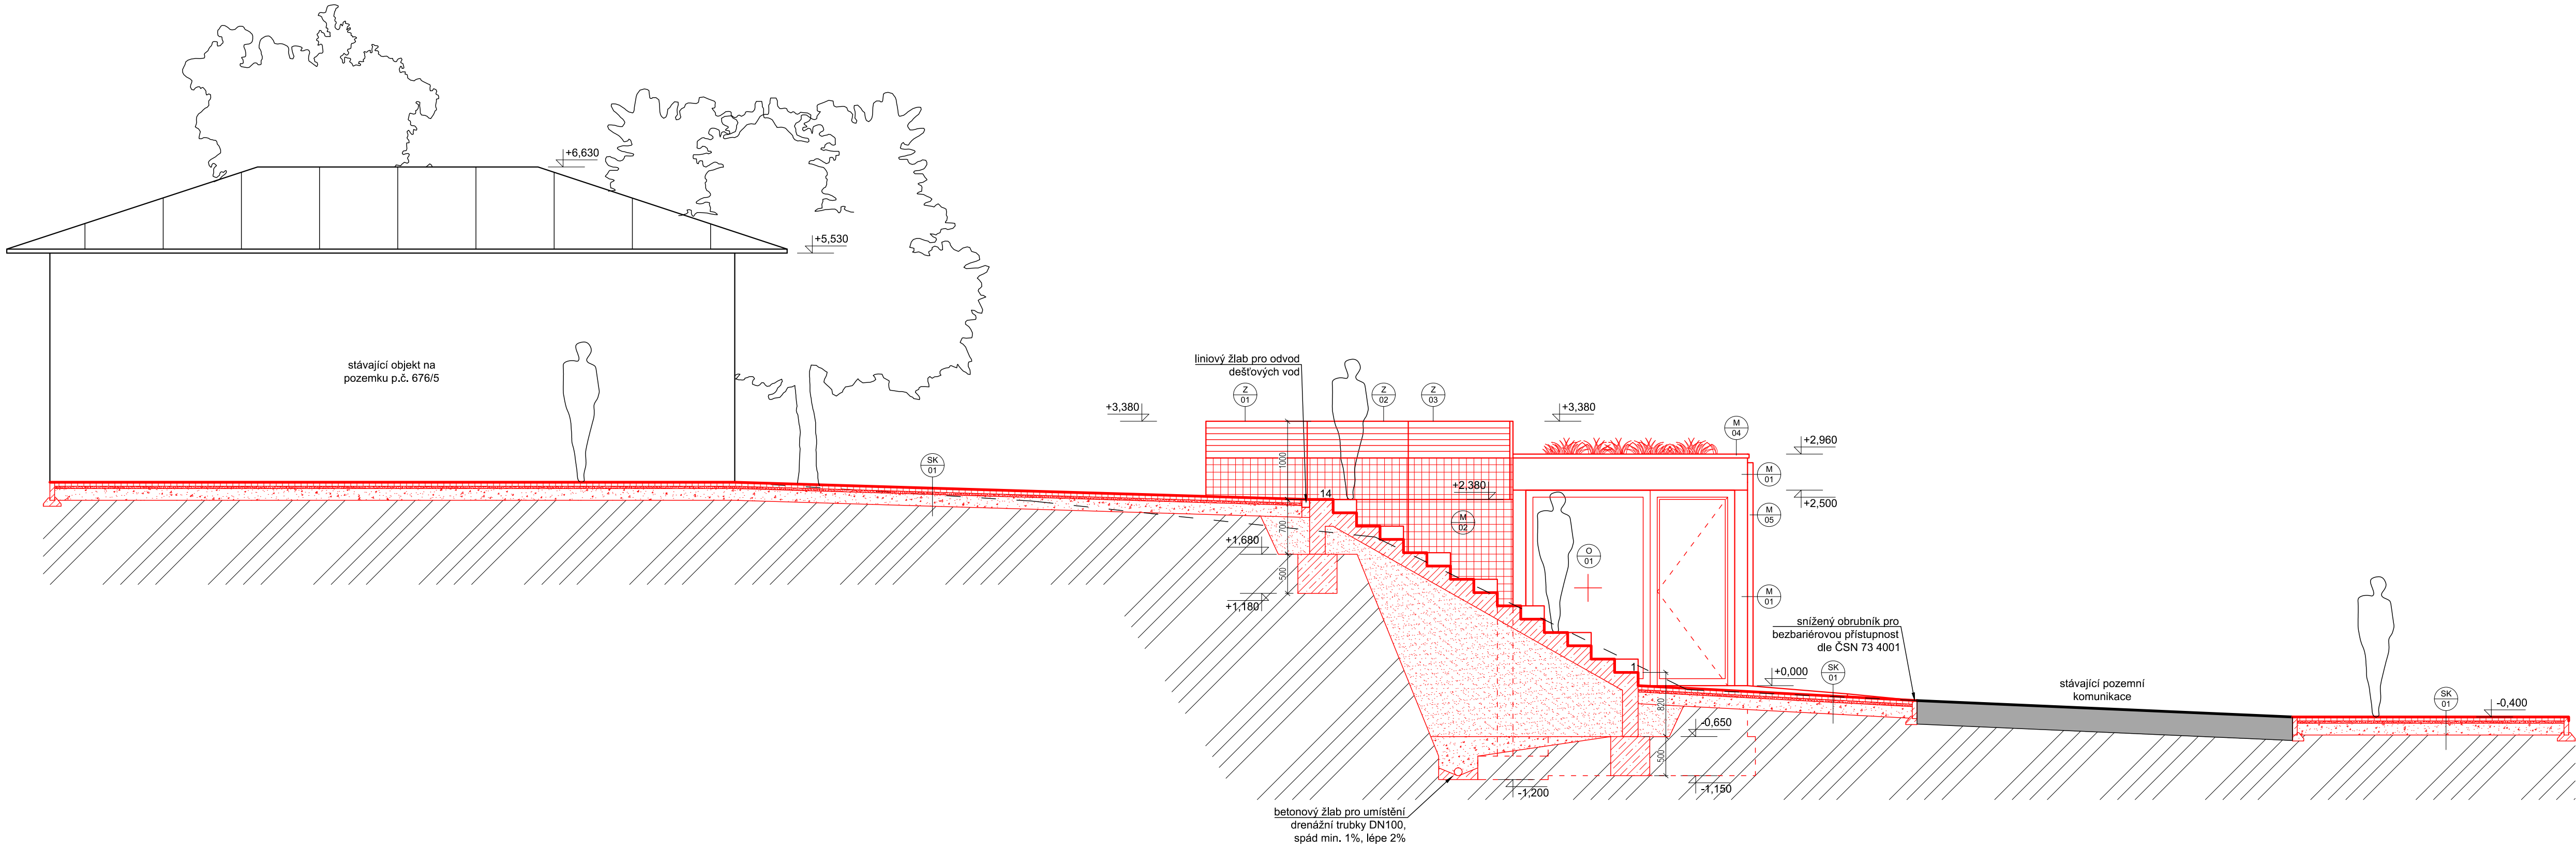 +6,630
+5,530
stávající objekt na
pozemku p.č. 676/5
SK
01
liniový žlab pro odvod
dešťových vod
Z
01
Z
02
Z
03
+3,380
+3,380
M
04
+2,960
M
01
+2,500
M
05
1000
14
+2,380
M
02
700
+1,680
500
+1,180
O
01
M
01
snížený obrubník pro
bezbariérovou přístupnost
dle ČSN 73 4001
1
+0,000
SK
01
820
-0,650
500
-1,150
-1,200
stávající pozemní
komunikace
SK
01
-0,400
betonový žlab pro umístění
drenážní trubky DN100,
spád min. 1%, lépe 2%